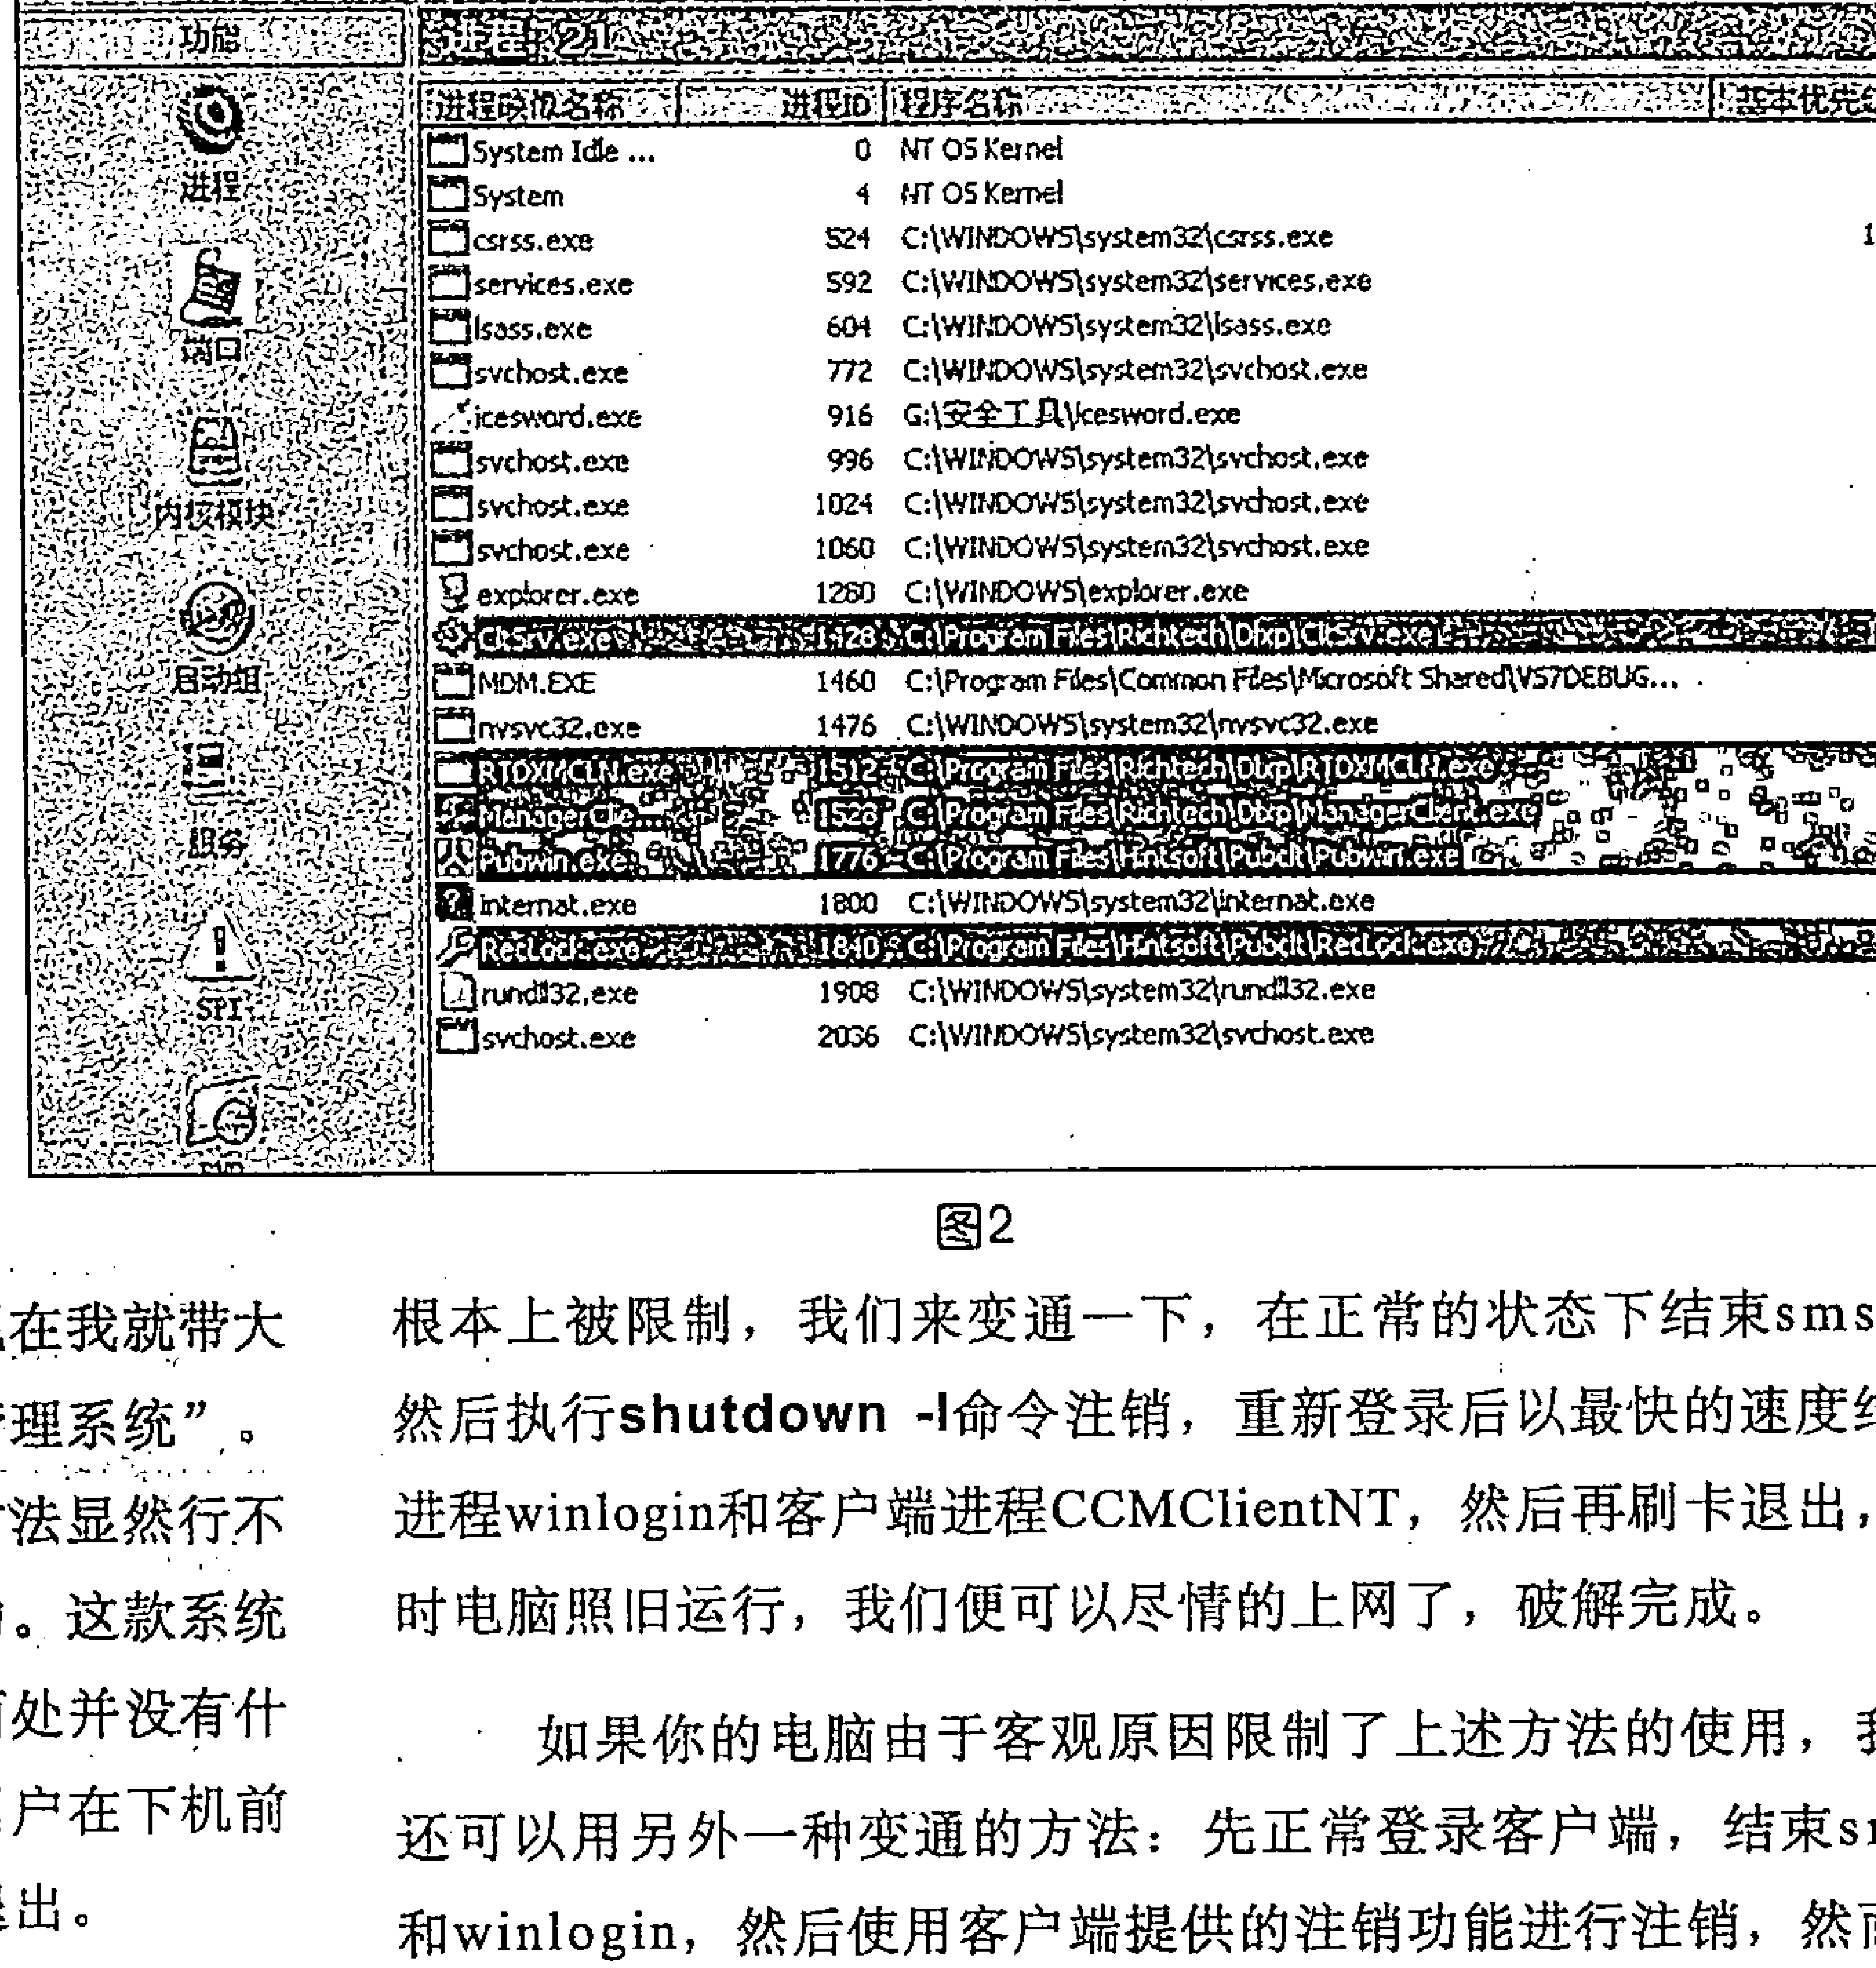 功能
进程
端口
内核模块
启动组
服务
SPI
进程: 21
进程映像名称 进程ID 程序名称 基本优先级
System Idle ... 0 NT OS Kernel
System 4 NT OS Kernel
csrss.exe 524 C:\WINDOWS\system32\csrss.exe 1
services.exe 592 C:\WINDOWS\system32\services.exe
lsass.exe 604 C:\WINDOWS\system32\lsass.exe
svchost.exe 772 C:\WINDOWS\system32\svchost.exe
icesword.exe 916 G:\安全工具\icesword.exe
svchost.exe 996 C:\WINDOWS\system32\svchost.exe
svchost.exe 1024 C:\WINDOWS\system32\svchost.exe
svchost.exe 1060 C:\WINDOWS\system32\svchost.exe
explorer.exe 1280 C:\WINDOWS\explorer.exe
CltSrv.exe 1428 C:\Program Files\Richtech\Dlxp\CltSrv.exe
MDM.EXE 1460 C:\Program Files\Common Files\Microsoft Shared\VS7DEBUG...
nvsvc32.exe 1476 C:\WINDOWS\system32\nvsvc32.exe
RTDXMCLN.exe 1512 C:\Program Files\Richtech\Dlxp\RTDXMCLN.exe
ManagerClie... 1528 C:\Program Files\Richtech\Dlxp\ManagerClient.exe
Pubwin.exe 1776 C:\Program Files\Hintsoft\Pubclt\Pubwin.exe
internat.exe 1800 C:\WINDOWS\system32\internat.exe
RecLock.exe 1840 C:\Program Files\Hintsoft\Pubclt\RecLock.exe
rundll32.exe 1908 C:\WINDOWS\system32\rundll32.exe
svchost.exe 2036 C:\WINDOWS\system32\svchost.exe
图2
在我就带大
理系统”。
法显然行不
。这款系统
处并没有什
户在下机前
出。
根本上被限制，我们来变通一下，在正常的状态下结束sms
然后执行shutdown -l命令注销，重新登录后以最快的速度
进程winlogin和客户端进程CCMClientNT，然后再刷卡退出，
时电脑照旧运行，我们便可以尽情的上网了，破解完成。
如果你的电脑由于客观原因限制了上述方法的使用，我
还可以用另外一种变通的方法：先正常登录客户端，结束sm
和winlogin，然后使用客户端提供的注销功能进行注销，然而